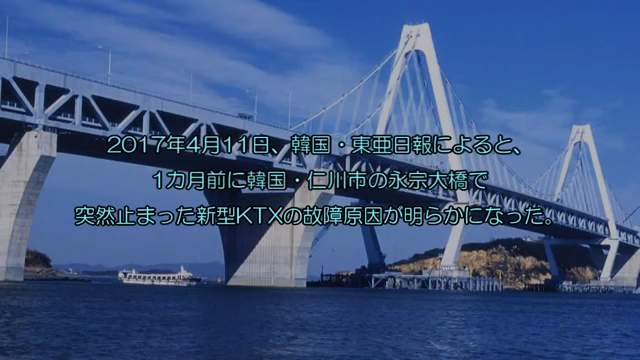 2017年4月11日、韓国・東亜日報によると、
1カ月前に韓国・仁川市の永宗大橋で
突然止まった新型KTXの故障原因が明らかになった。